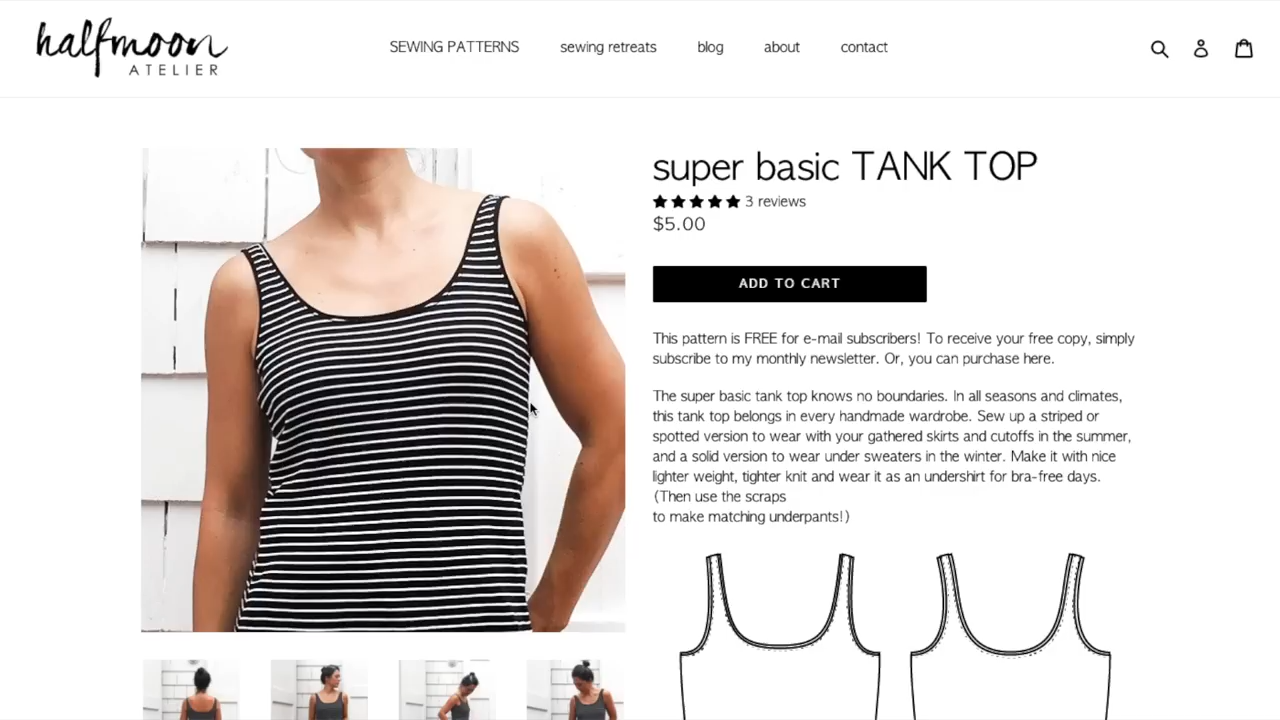 halfmoon
ATELIER
SEWING PATTERNS
sewing retreats
blog
about
contact
super basic TANK TOP
3 reviews
$5.00
ADD TO CART
This pattern is FREE for e-mail subscribers! To receive your free copy, simply
subscribe to my monthly newsletter. Or, you can purchase here.
The super basic tank top knows no boundaries. In all seasons and climates,
this tank top belongs in every handmade wardrobe. Sew up a striped or
spotted version to wear with your gathered skirts and cutoffs in the summer,
and a solid version to wear under sweaters in the winter. Make it with nice
lighter weight, tighter knit and wear it as an undershirt for bra-free days.
(Then use the scraps
to make matching underpants!)